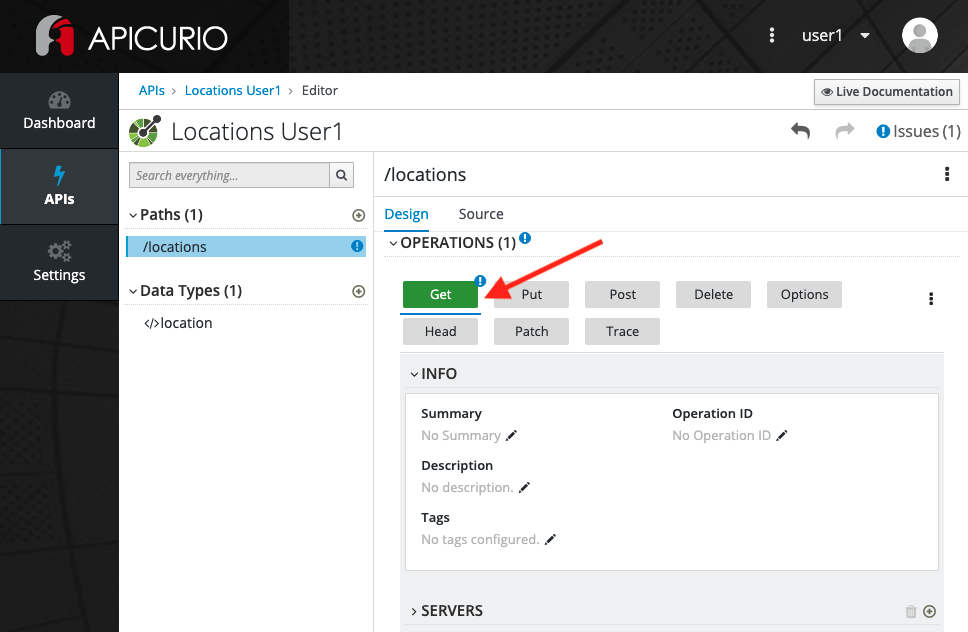 APICURIO
user1
APIs > Locations User1 > Editor
Live Documentation
Dashboard
APIs
Settings
Locations User1
Issues (1)
Search everything...
Paths (1)
/locations
Data Types (1)
</>location
/locations
Design Source
OPERATIONS (1)
Get Put Post Delete Options
Head Patch Trace
INFO
Summary
No Summary
Operation ID
No Operation ID
Description
No description.
Tags
No tags configured.
SERVERS